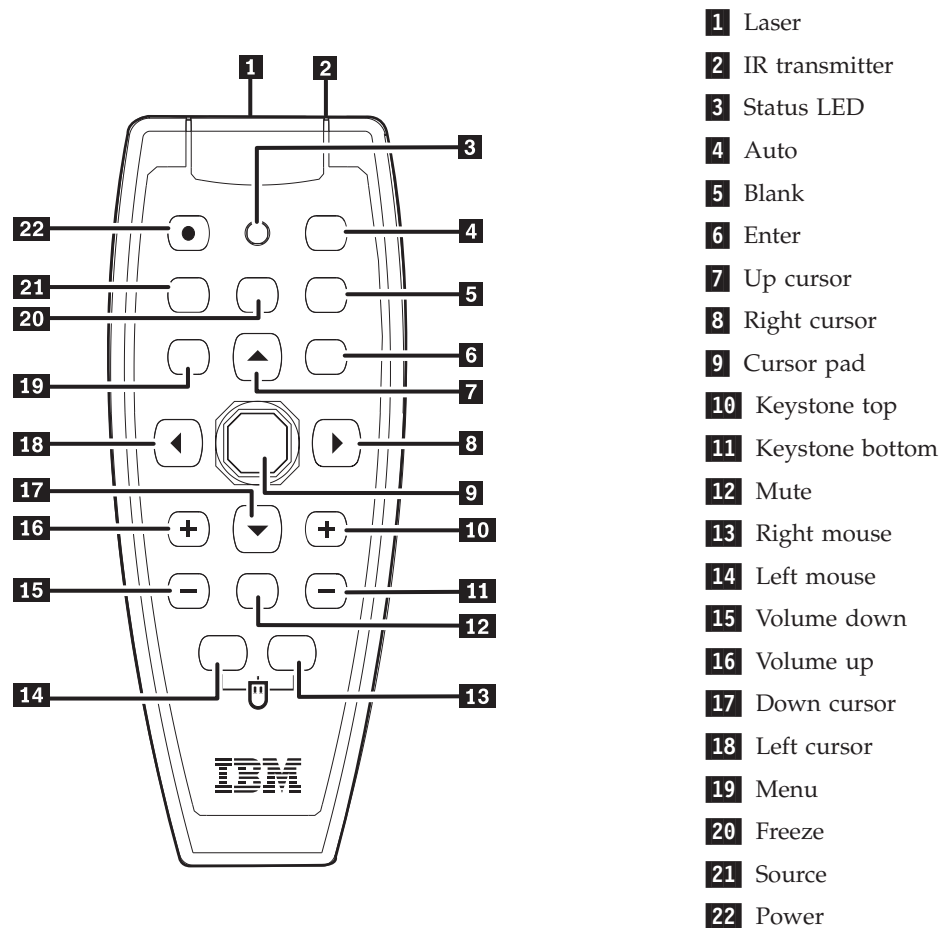 1 2
3
22
4
21
5
20
6
19
7
18
8
17
9
16
10
15
11
12
14
13
IBM
1 Laser
2 IR transmitter
3 Status LED
4 Auto
5 Blank
6 Enter
7 Up cursor
8 Right cursor
9 Cursor pad
10 Keystone top
11 Keystone bottom
12 Mute
13 Right mouse
14 Left mouse
15 Volume down
16 Volume up
17 Down cursor
18 Left cursor
19 Menu
20 Freeze
21 Source
22 Power